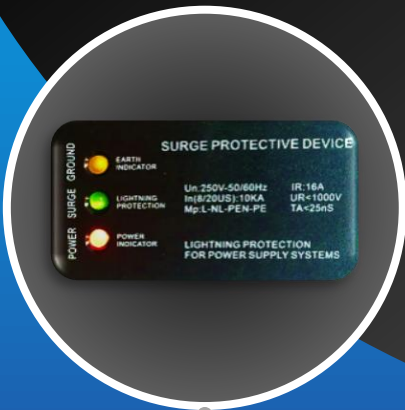 SURGE PROTECTIVE DEVICE
POWER SURGE GROUND
EARTH
INDICATOR
LIGHTNING
PROTECTION
POWER
INDICATOR
Un:250V-50/60Hz IR:16A
In(8/20US):10KA UR<1000V
Mp:L-NL-PEN-PE TA<25nS
LIGHTNING PROTECTION
FOR POWER SUPPLY SYSTEMS